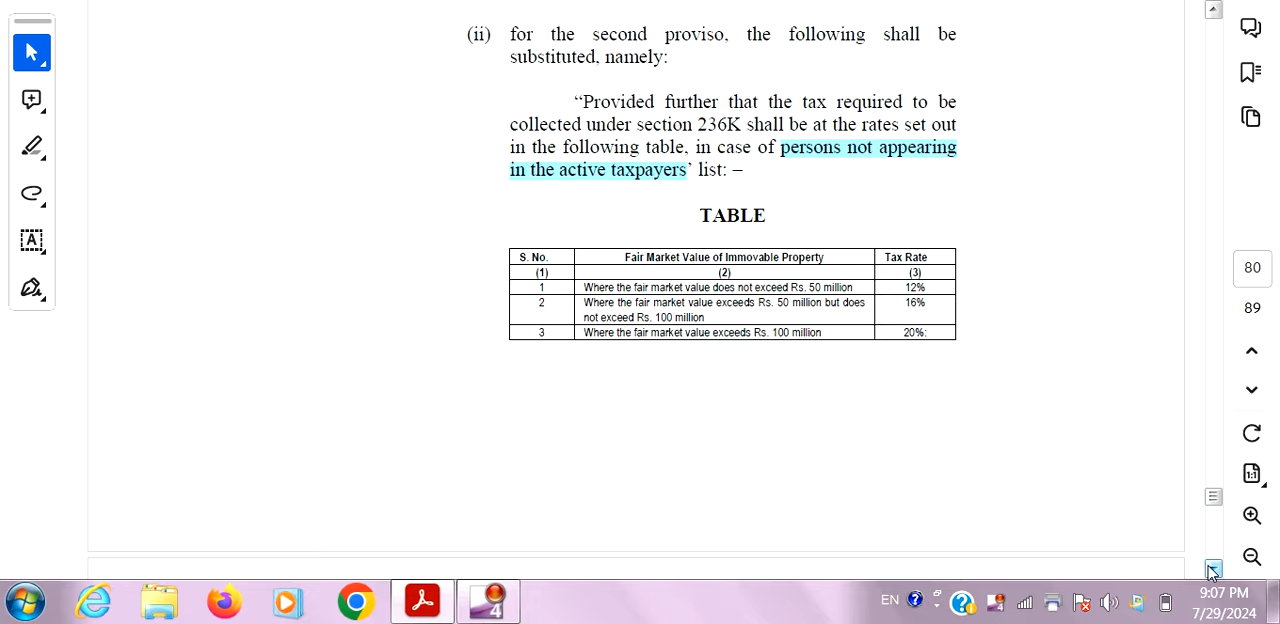 (ii) for the second proviso, the following shall be
substituted, namely:
“Provided further that the tax required to be
collected under section 236K shall be at the rates set out
in the following table, in case of persons not appearing
in the active taxpayers’ list: –
TABLE
S. No. Fair Market Value of Immovable Property Tax Rate
(1) (2) (3)
1 Where the fair market value does not exceed Rs. 50 million 12%
2 Where the fair market value exceeds Rs. 50 million but does 16%
not exceed Rs. 100 million
3 Where the fair market value exceeds Rs. 100 million 20%:
80
89
1:1
A
4
EN
4
9:07 PM
7/29/2024